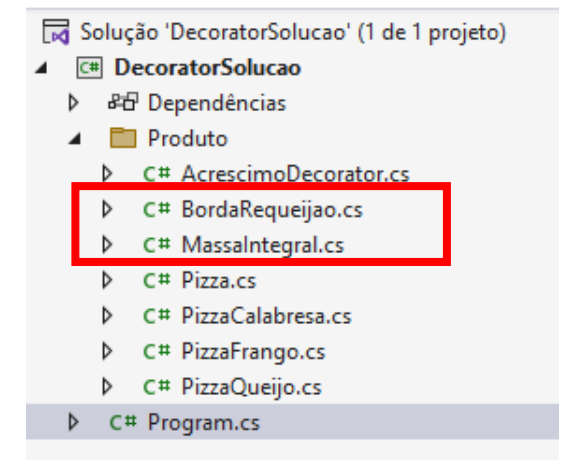 Solução 'DecoratorSolucao' (1 de 1 projeto)
C# DecoratorSolucao
Dependências
Produto
C# AcrescimoDecorator.cs
C# BordaRequeijao.cs
C# MassaIntegral.cs
C# Pizza.cs
C# PizzaCalabresa.cs
C# PizzaFrango.cs
C# PizzaQueijo.cs
C# Program.cs